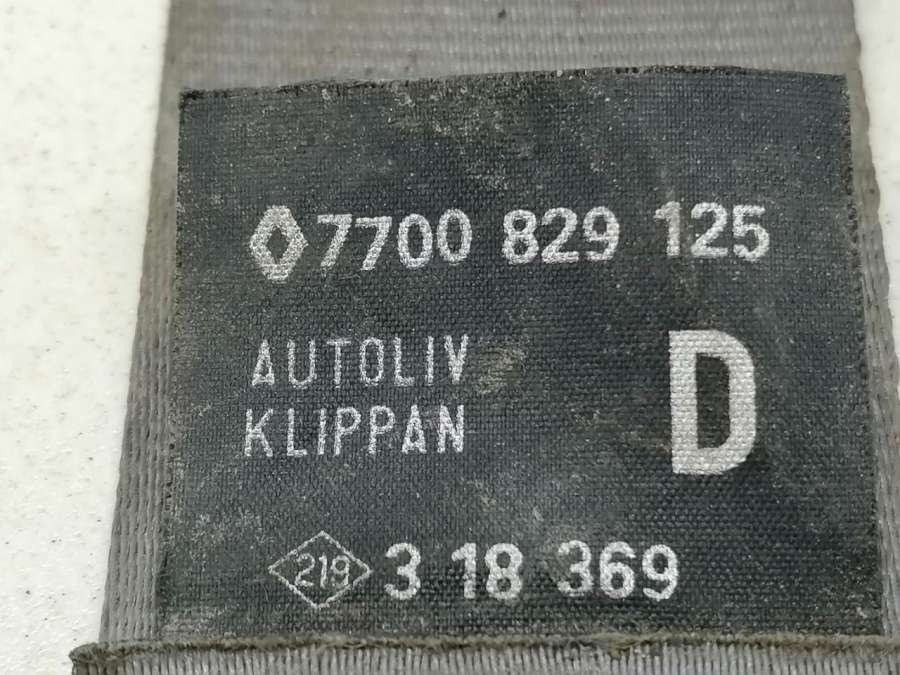 7700 829 125
AUTOLIV
KLIPPAN
D
219 3 18 369